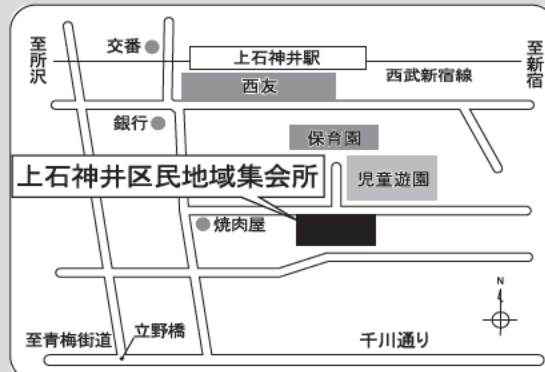 至所沢
交番
上石神井駅
至新宿
西武新宿線
西友
銀行
保育園
上石神井区民地域集会所
児童遊園
焼肉屋
N
至青梅街道
立野橋
千川通り